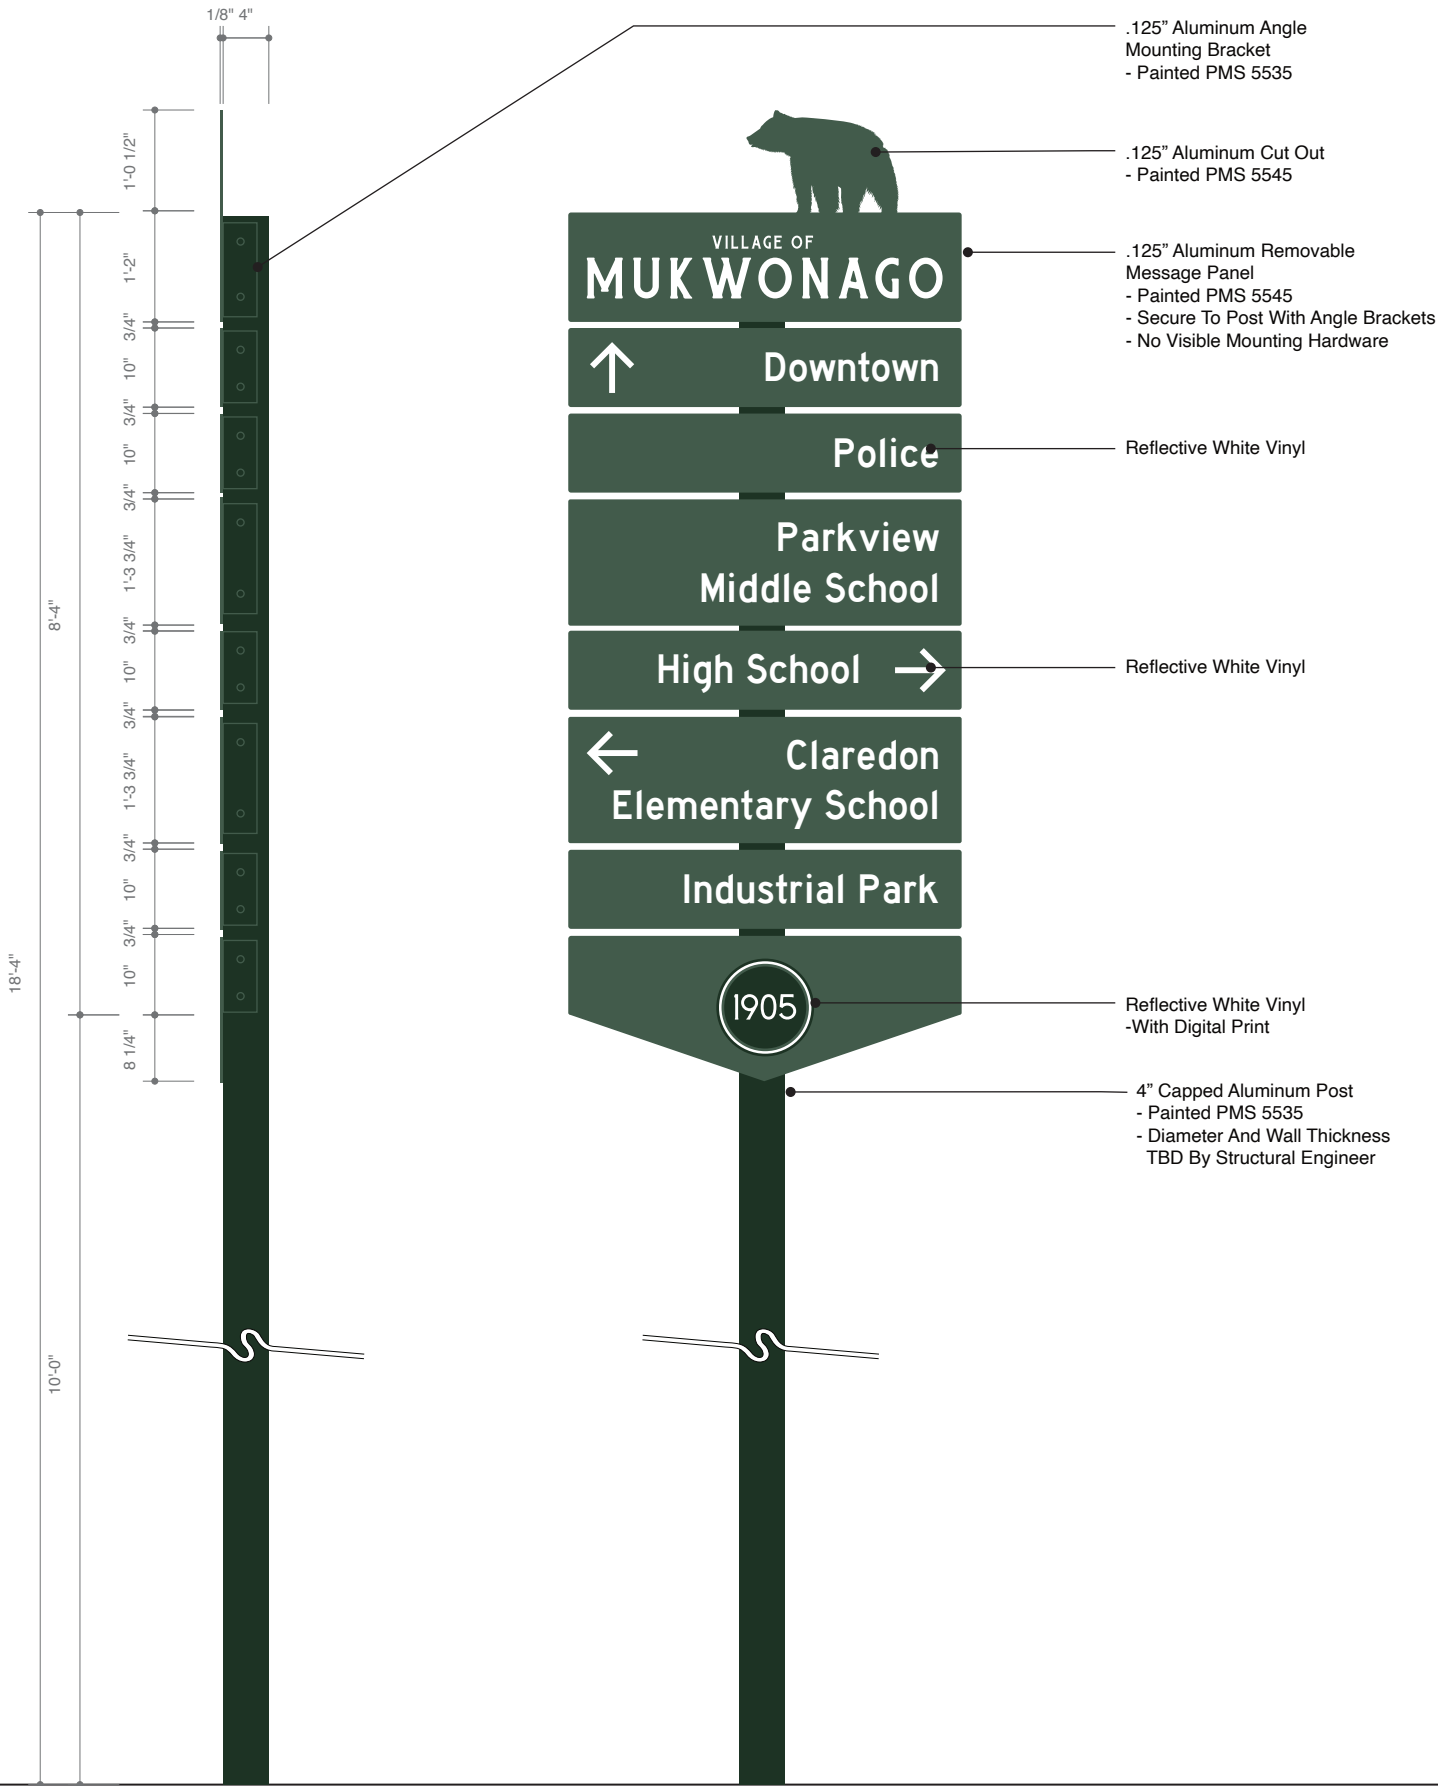 1/8" 4"
1'-0 1/2"
1'-2"
3/4"
10"
3/4"
10"
3/4"
1'-3 3/4"
3/4"
10"
3/4"
1'-3 3/4"
3/4"
10"
3/4"
10"
8 1/4"
8'-4"
10'-0"
18'-4"
VILLAGE OF
MUKWONAGO
Downtown
Police
Parkview
Middle School
High School
Claredon
Elementary School
Industrial Park
1905
.125” Aluminum Angle
Mounting Bracket
- Painted PMS 5535
.125” Aluminum Cut Out
- Painted PMS 5545
.125” Aluminum Removable
Message Panel
- Painted PMS 5545
- Secure To Post With Angle Brackets
- No Visible Mounting Hardware
Reflective White Vinyl
Reflective White Vinyl
Reflective White Vinyl
-With Digital Print
4” Capped Aluminum Post
- Painted PMS 5535
- Diameter And Wall Thickness
TBD By Structural Engineer